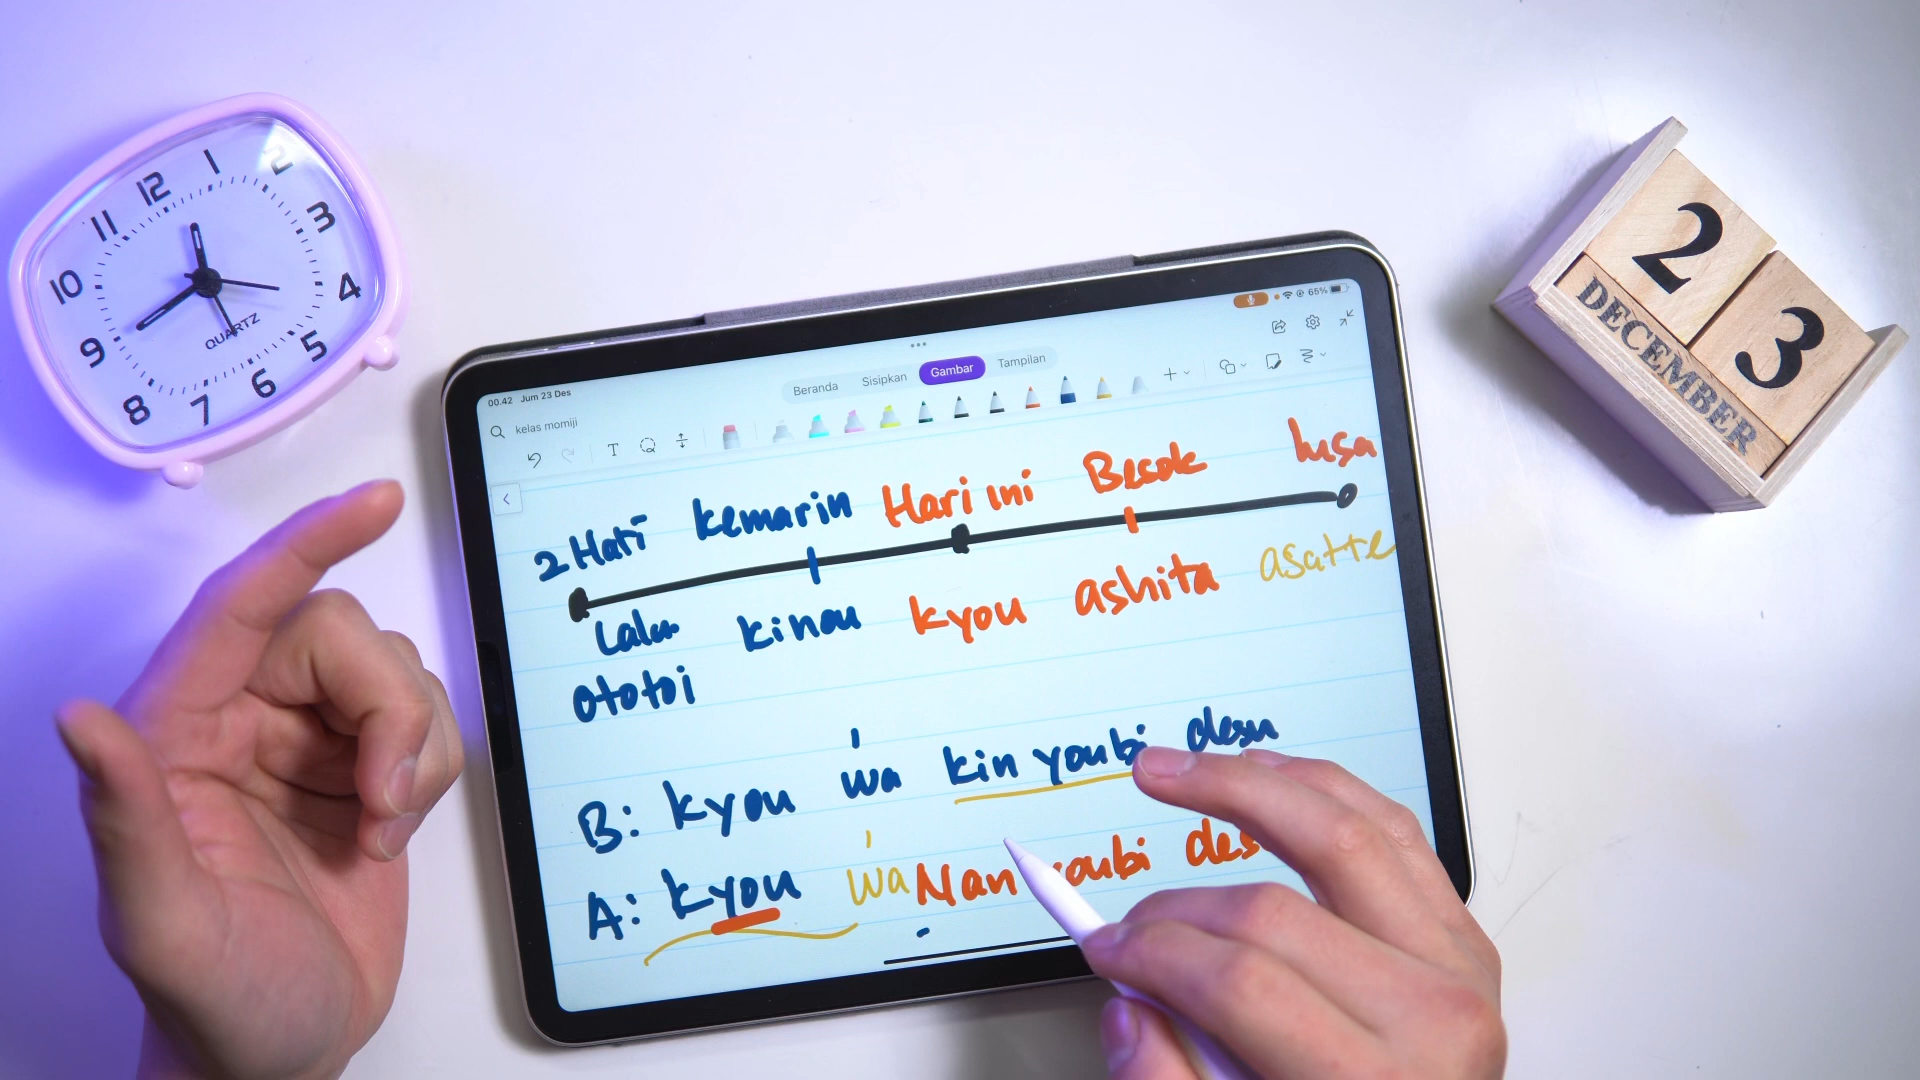 12
1
2
3
4
5
6
7
8
9
10
11
QUARTZ
2 3
DECEMBER
00.42 Jum 23 Des
65%
Beranda Sisipkan Gambar Tampilan
kelas momiji
T
2 Hari kemarin Hari ini Besok lusa
Lalu kinou kyou ashita asatte
ototoi
B: kyou wa kin youbi desu
A: kyou wa Nan youbi des